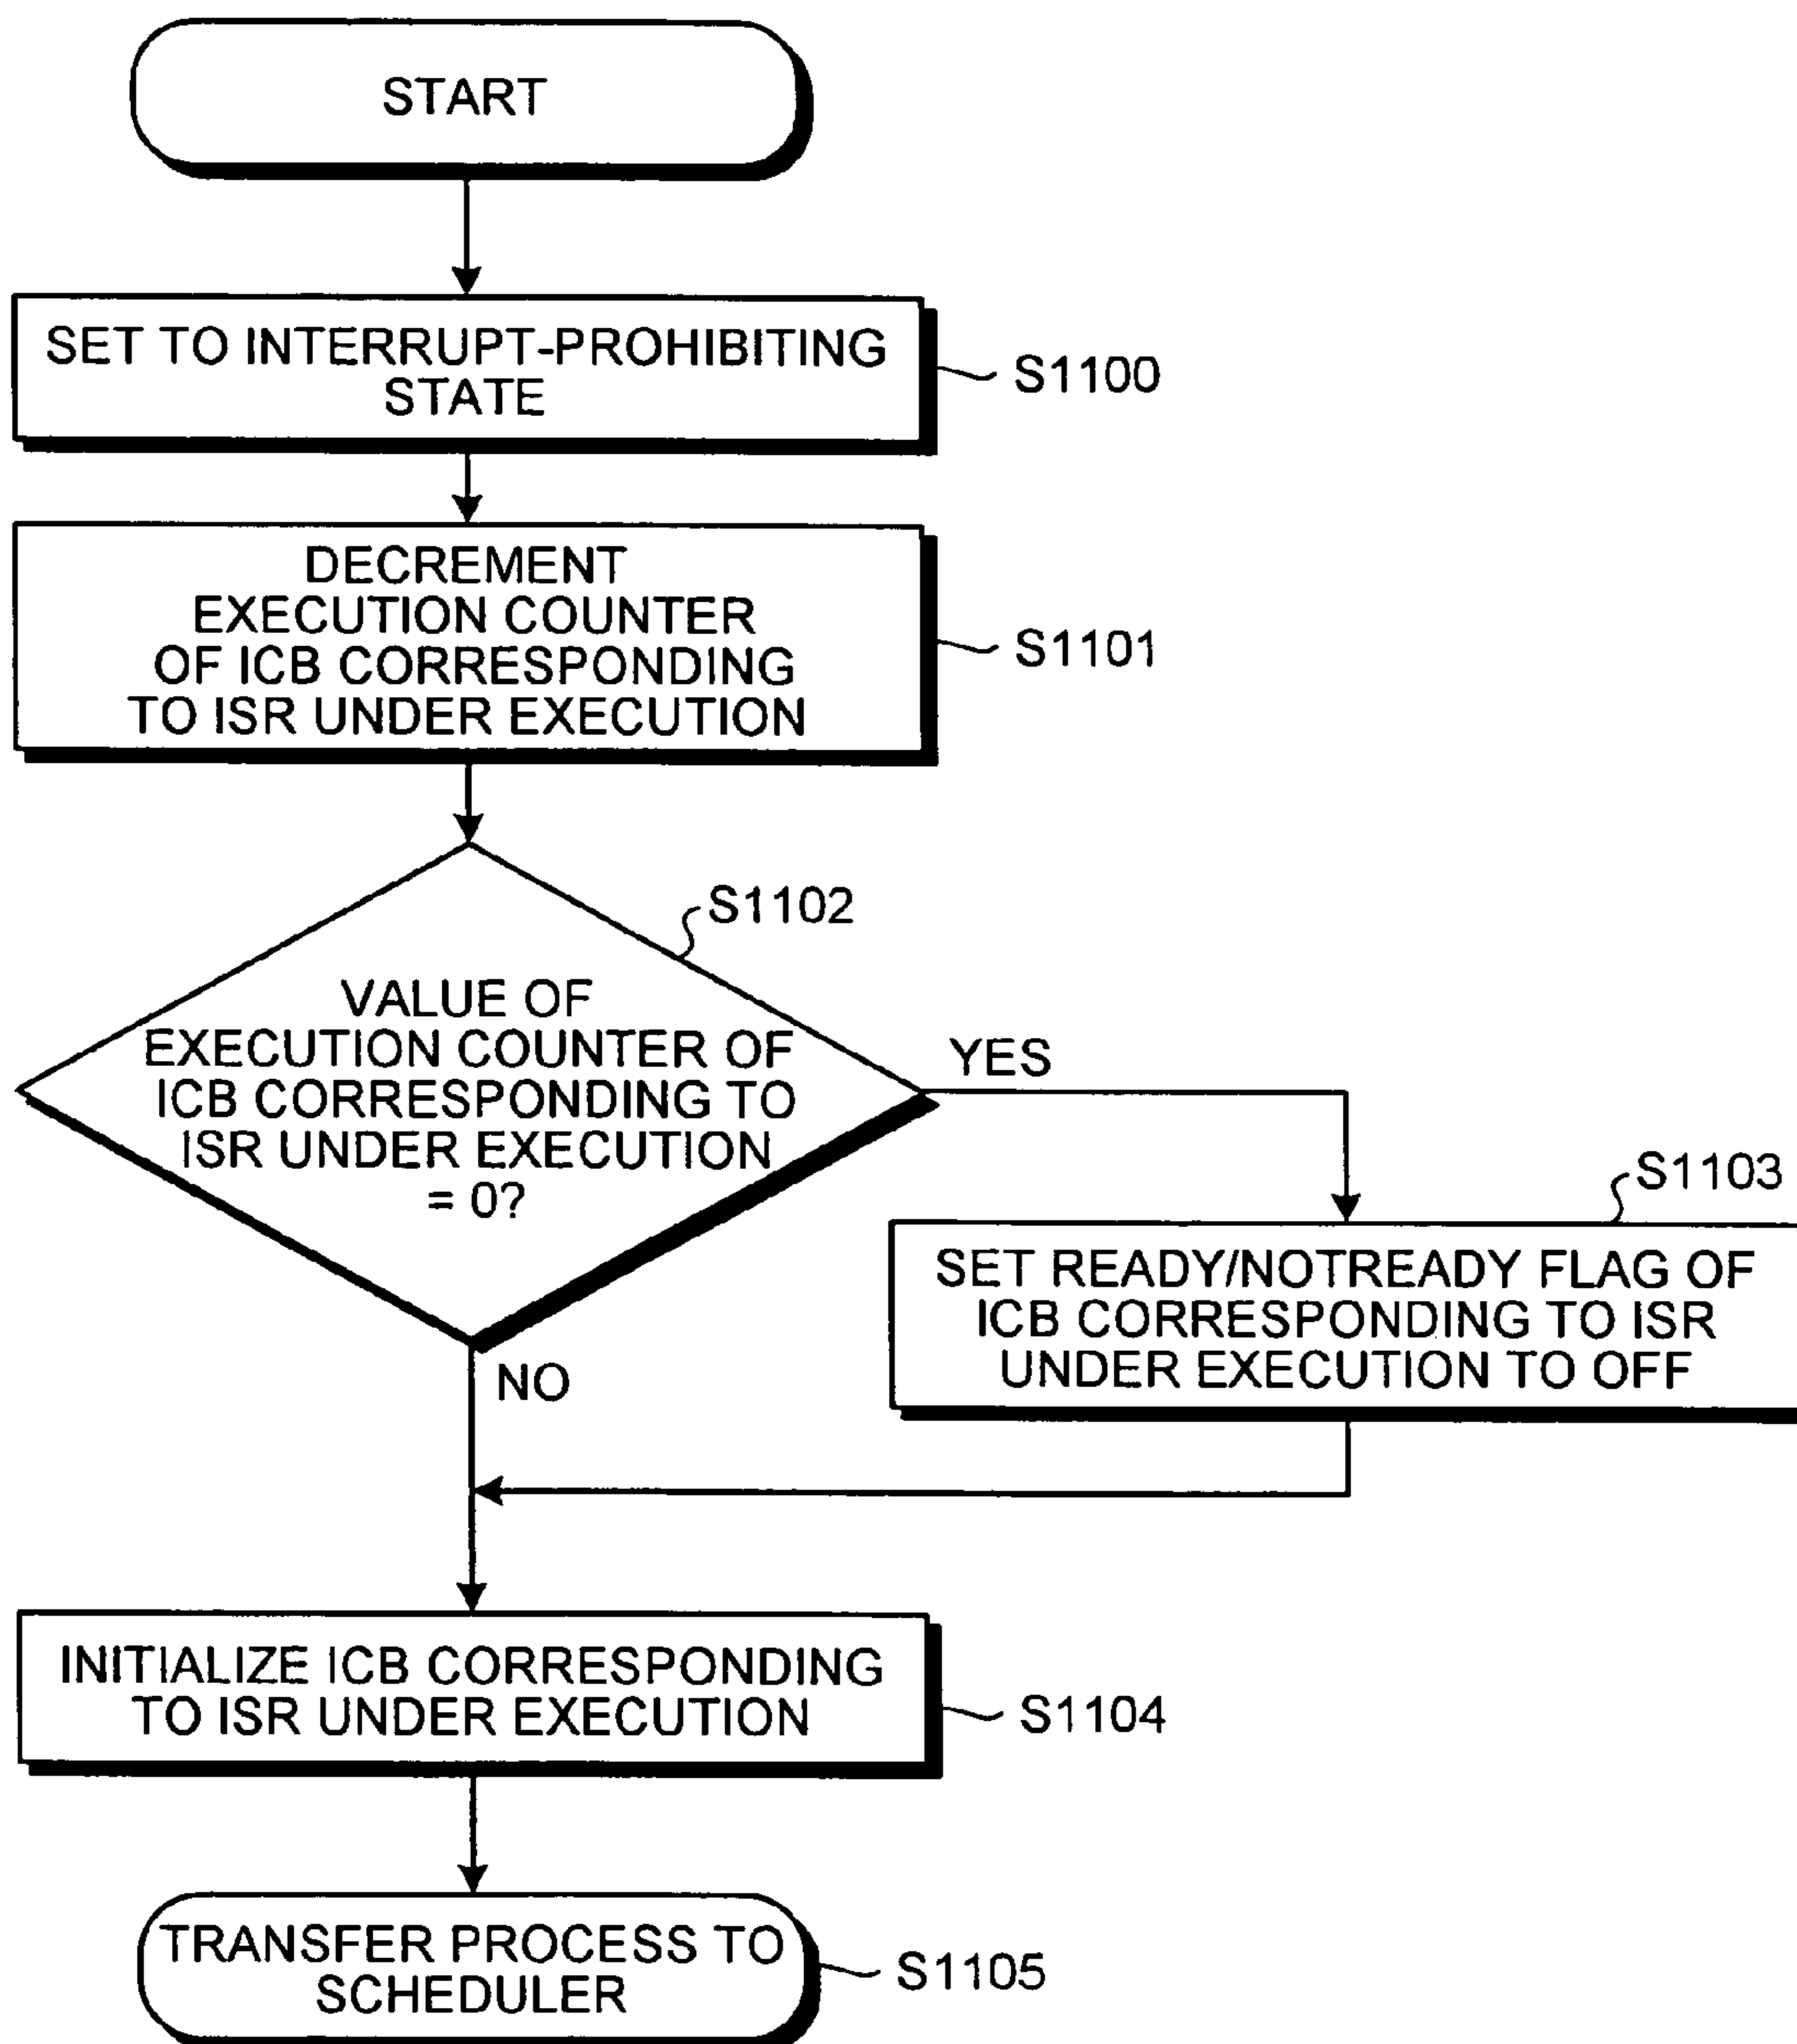 START
SET TO INTERRUPT-PROHIBITING
STATE
S1100
DECREMENT
EXECUTION COUNTER
OF ICB CORRESPONDING
TO ISR UNDER EXECUTION
S1101
S1102
VALUE OF
EXECUTION COUNTER OF
ICB CORRESPONDING TO
ISR UNDER EXECUTION
= 0?
YES
S1103
SET READY/NOTREADY FLAG OF
ICB CORRESPONDING TO ISR
UNDER EXECUTION TO OFF
NO
INITIALIZE ICB CORRESPONDING
TO ISR UNDER EXECUTION
S1104
TRANSFER PROCESS TO
SCHEDULER
S1105